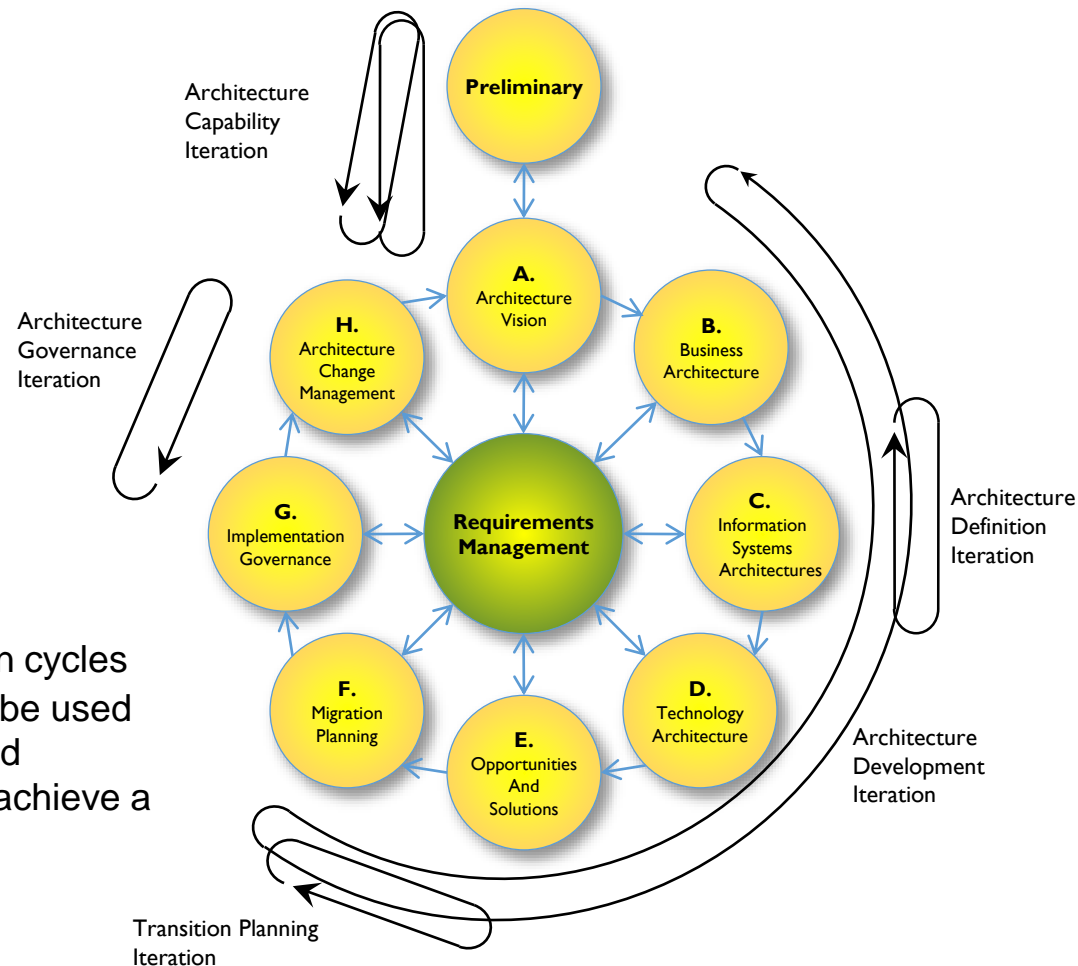 Preliminary
Architecture
Capability
Iteration
A.
Architecture
Vision
B.
Business
Architecture
H.
Architecture
Change
Management
Architecture
Governance
Iteration
C.
Information
Systems
Architectures
Architecture
Definition
Iteration
Requirements
Management
G.
Implementation
Governance
n cycles
be used
d
achieve a
F.
Migration
Planning
D.
Technology
Architecture
E.
Opportunities
And
Solutions
Architecture
Development
Iteration
Transition Planning
Iteration